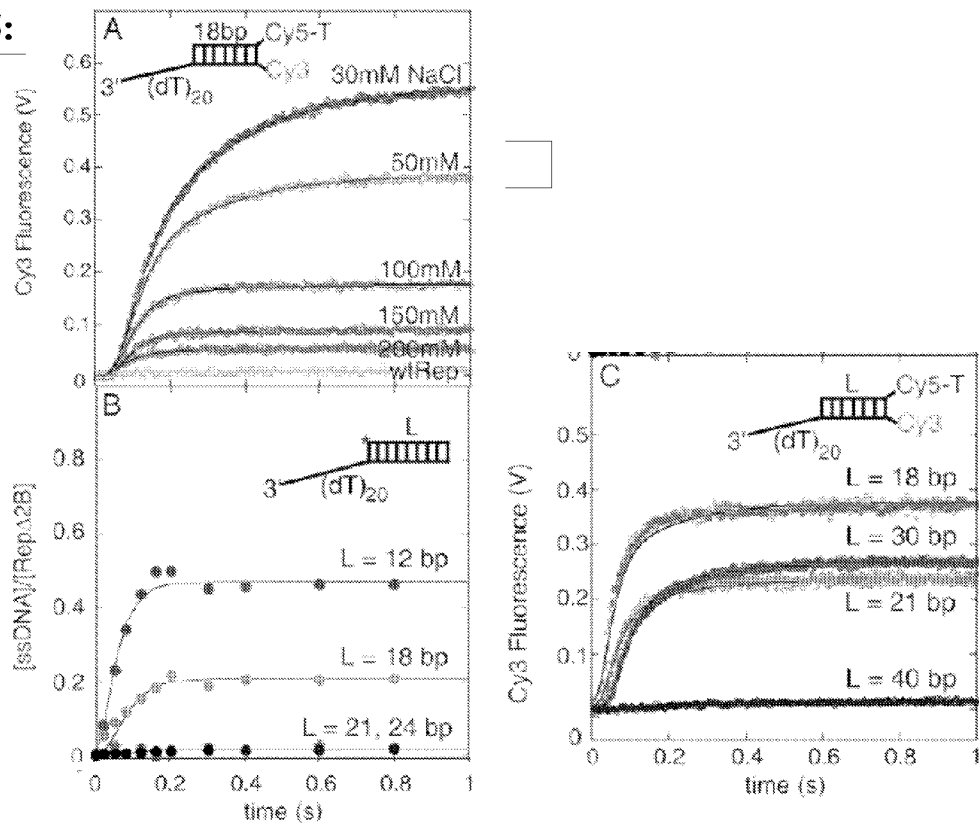 A
18bp
Cy5-T
Cy3
3'
(dT)20
30mM NaCl
50mM
100mM
150mM
200mM
wtRep
Cy3 Fluorescence (V)
0.6
0.5
0.4
0.3
0.2
0.1
0
B
L
3'
(dT)20
L = 12 bp
L = 18 bp
L = 21, 24 bp
[ssDNA]/[RepΔ2B]
0.8
0.6
0.4
0.2
0
0 0.2 0.4 0.6 0.8 1
time (s)
C
L
Cy5-T
Cy3
3'
(dT)20
L = 18 bp
L = 30 bp
L = 21 bp
L = 40 bp
Cy3 Fluorescence (V)
0.5
0.4
0.3
0.2
0.1
0
0 0.2 0.4 0.6 0.8 1
time (s)